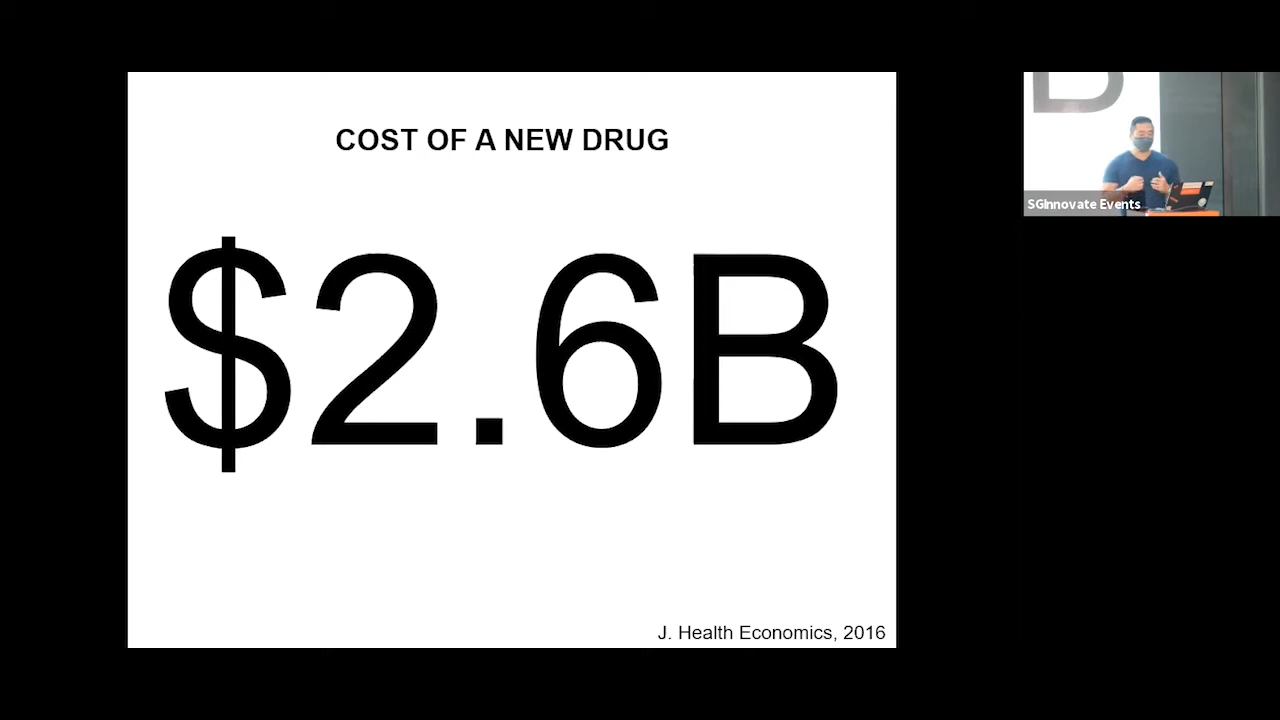 COST OF A NEW DRUG
$2.6B
J. Health Economics, 2016
B
SGInnovate Events